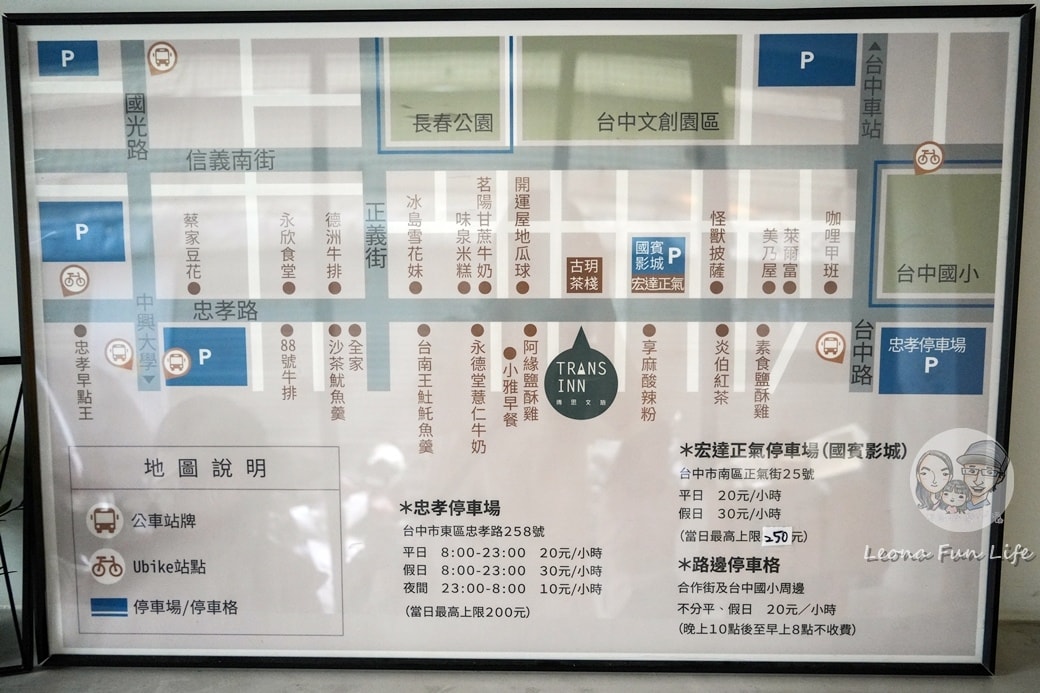 P
P
國光路
長春公園
台中文創園區
▲台中車站
信義南街
P
蔡家豆花
永欣食堂
德洲牛排
正義街
冰島雪花妹
味泉米糕
茗陽甘蔗牛奶
開運屋地瓜球
古玥
茶棧
國賓
影城
P
宏達正氣
怪獸披薩
美乃屋
萊爾富
咖哩甲班
台中國小
忠孝路
忠孝早點王
中興大學▼
P
88號牛排
沙茶魷魚羹
全家
台南王䰾魠魚羹
永德堂薏仁牛奶
小雅早餐
阿緣鹽酥雞
TRANS
INN
傳思文旅
享麻酸辣粉
炎伯紅茶
素食鹽酥雞
台中路
忠孝停車場
P
地圖說明
公車站牌
Ubike站點
停車場/停車格
＊忠孝停車場
台中市東區忠孝路258號
平日 8:00-23:00 20元/小時
假日 8:00-23:00 30元/小時
夜間 23:00-8:00 10元/小時
(當日最高上限200元)
＊宏達正氣停車場(國賓影城)
台中市南區正氣街25號
平日 20元/小時
假日 30元/小時
(當日最高上限250元)
＊路邊停車格
合作街及台中國小周邊
不分平、假日 20元／小時
(晚上10點後至早上8點不收費)
Leona Fun Life